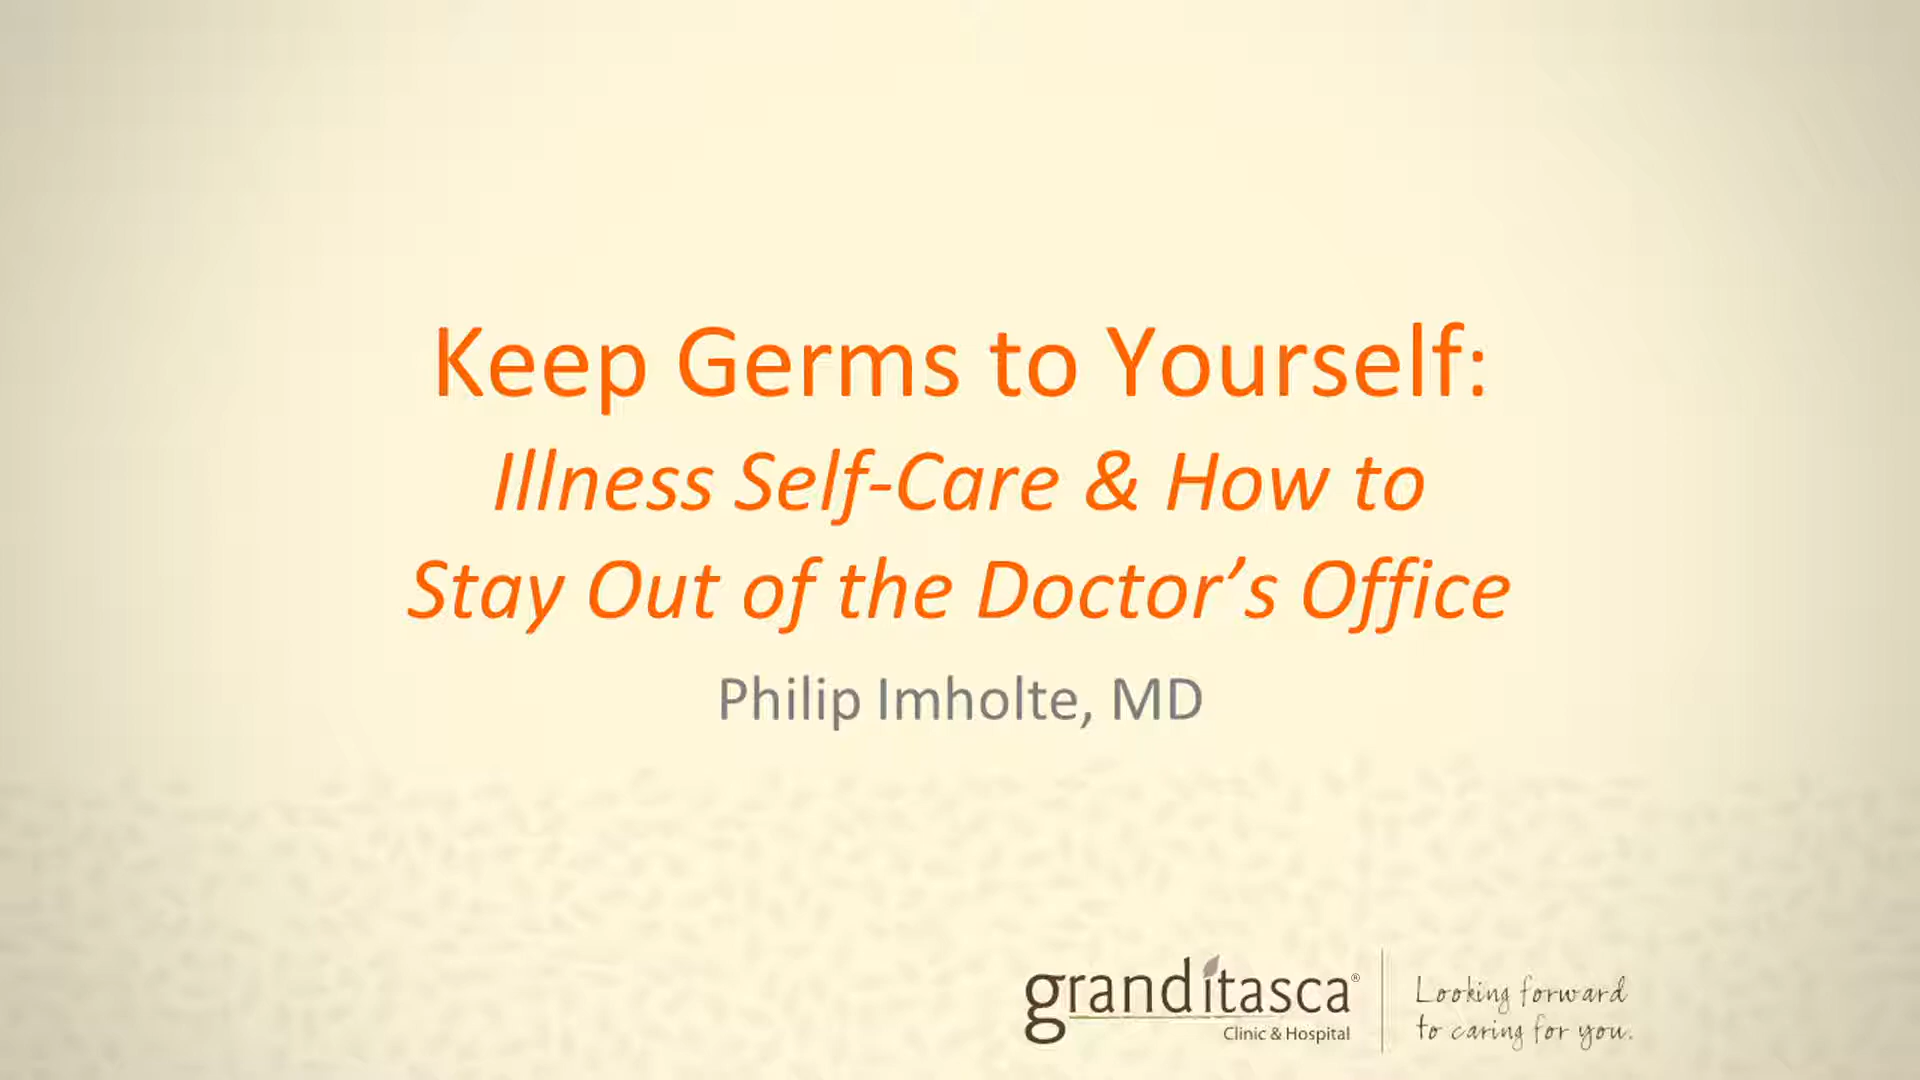 Keep Germs to Yourself:
Illness Self-Care & How to
Stay Out of the Doctor’s Office
Philip Imholte, MD
granditasca®
Clinic & Hospital
Looking forward
to caring for you.